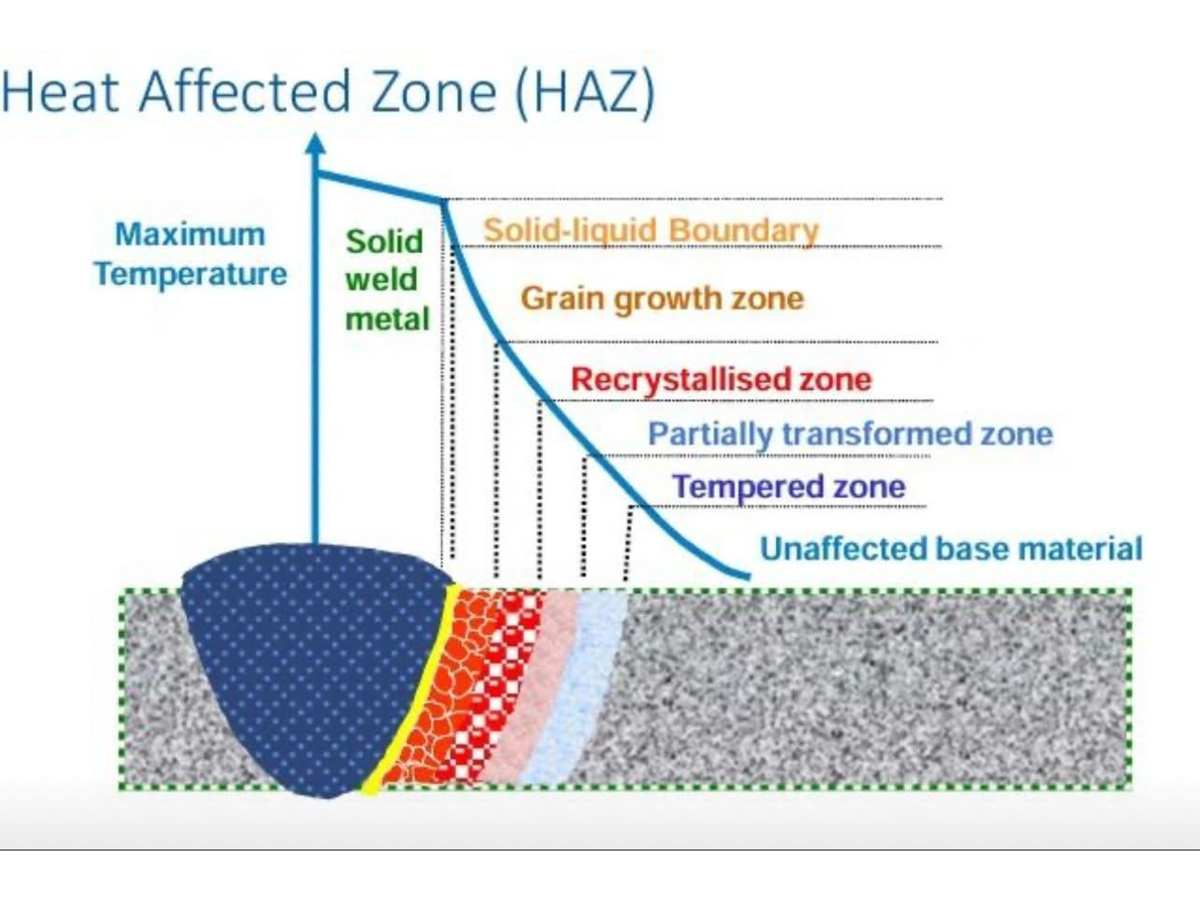 Heat Affected Zone (HAZ)
Maximum
Temperature
Solid
weld
metal
Solid-liquid Boundary
Grain growth zone
Recrystallised zone
Partially transformed zone
Tempered zone
Unaffected base material